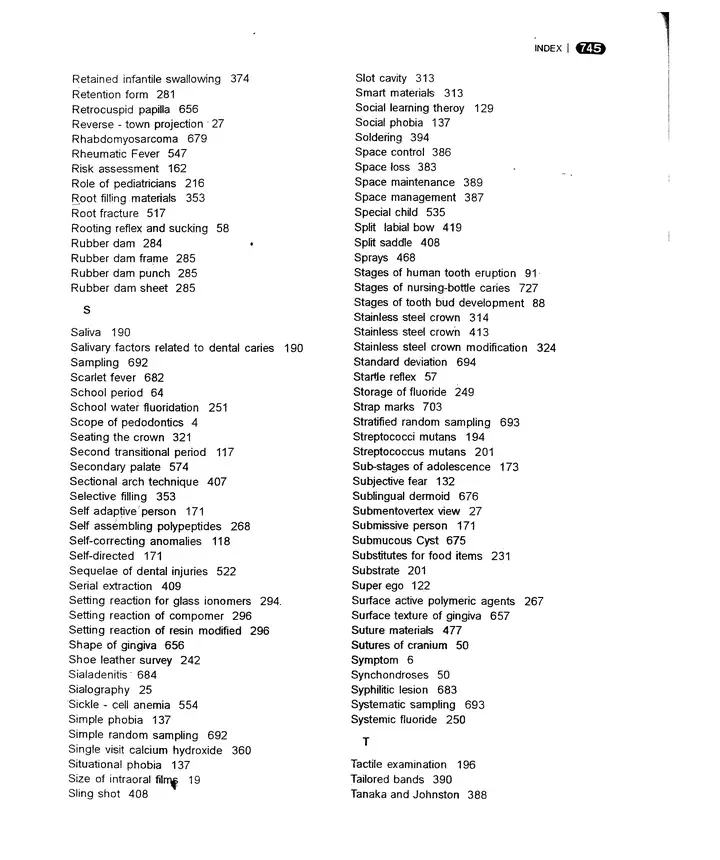 INDEX | 745
Retained infantile swallowing 374
Retention form 281
Retrocuspid papilla 656
Reverse - town projection 27
Rhabdomyosarcoma 679
Rheumatic Fever 547
Risk assessment 162
Role of pediatricians 216
Root filling materials 353
Root fracture 517
Rooting reflex and sucking 58
Rubber dam 284
Rubber dam frame 285
Rubber dam punch 285
Rubber dam sheet 285
S
Saliva 190
Salivary factors related to dental caries 190
Sampling 692
Scarlet fever 682
School period 64
School water fluoridation 251
Scope of pedodontics 4
Seating the crown 321
Second transitional period 117
Secondary palate 574
Sectional arch technique 407
Selective filling 353
Self adaptive person 171
Self assembling polypeptides 268
Self-correcting anomalies 118
Self-directed 171
Sequelae of dental injuries 522
Serial extraction 409
Setting reaction for glass ionomers 294.
Setting reaction of compomer 296
Setting reaction of resin modified 296
Shape of gingiva 656
Shoe leather survey 242
Sialadenitis 684
Sialography 25
Sickle - cell anemia 554
Simple phobia 137
Simple random sampling 692
Single visit calcium hydroxide 360
Situational phobia 137
Size of intraoral films 19
Sling shot 408
Slot cavity 313
Smart materials 313
Social learning theroy 129
Social phobia 137
Soldering 394
Space control 386
Space loss 383
Space maintenance 389
Space management 387
Special child 535
Split labial bow 419
Split saddle 408
Sprays 468
Stages of human tooth eruption 91
Stages of nursing-bottle caries 727
Stages of tooth bud development 88
Stainless steel crown 314
Stainless steel crown 413
Stainless steel crown modification 324
Standard deviation 694
Startle reflex 57
Storage of fluoride 249
Strap marks 703
Stratified random sampling 693
Streptococci mutans 194
Streptococcus mutans 201
Sub-stages of adolescence 173
Subjective fear 132
Sublingual dermoid 676
Submentovertex view 27
Submissive person 171
Submucous Cyst 675
Substitutes for food items 231
Substrate 201
Super ego 122
Surface active polymeric agents 267
Surface texture of gingiva 657
Suture materials 477
Sutures of cranium 50
Symptom 6
Synchondroses 50
Syphilitic lesion 683
Systematic sampling 693
Systemic fluoride 250
T
Tactile examination 196
Tailored bands 390
Tanaka and Johnston 388